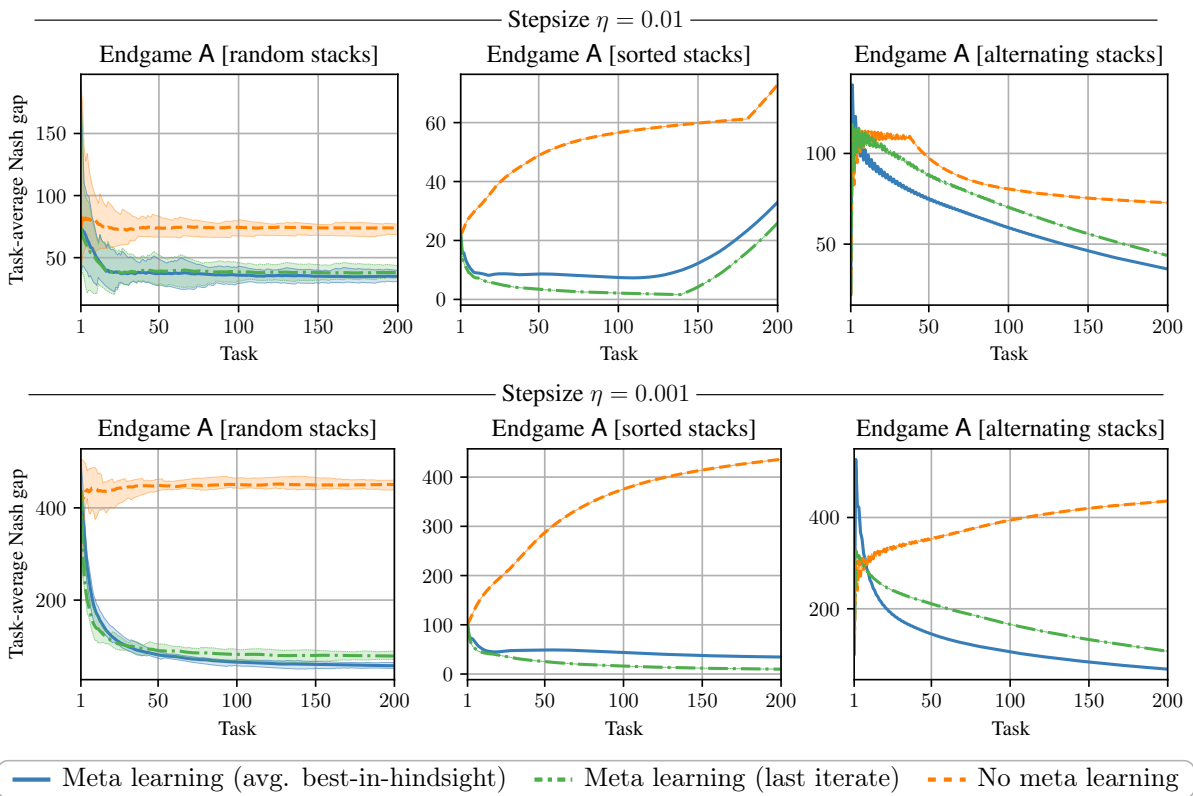 Stepsize η = 0.01
Endgame A [random stacks]
Endgame A [sorted stacks]
Endgame A [alternating stacks]
Task-average Nash gap
150
100
50
1 50 100 150 200
Task
60
40
20
0
1 50 100 150 200
Task
100
50
1 50 100 150 200
Task
Stepsize η = 0.001
Endgame A [random stacks]
Endgame A [sorted stacks]
Endgame A [alternating stacks]
Task-average Nash gap
400
200
1 50 100 150 200
Task
400
300
200
100
0
1 50 100 150 200
Task
400
200
1 50 100 150 200
Task
Meta learning (avg. best-in-hindsight)
Meta learning (last iterate)
No meta learning